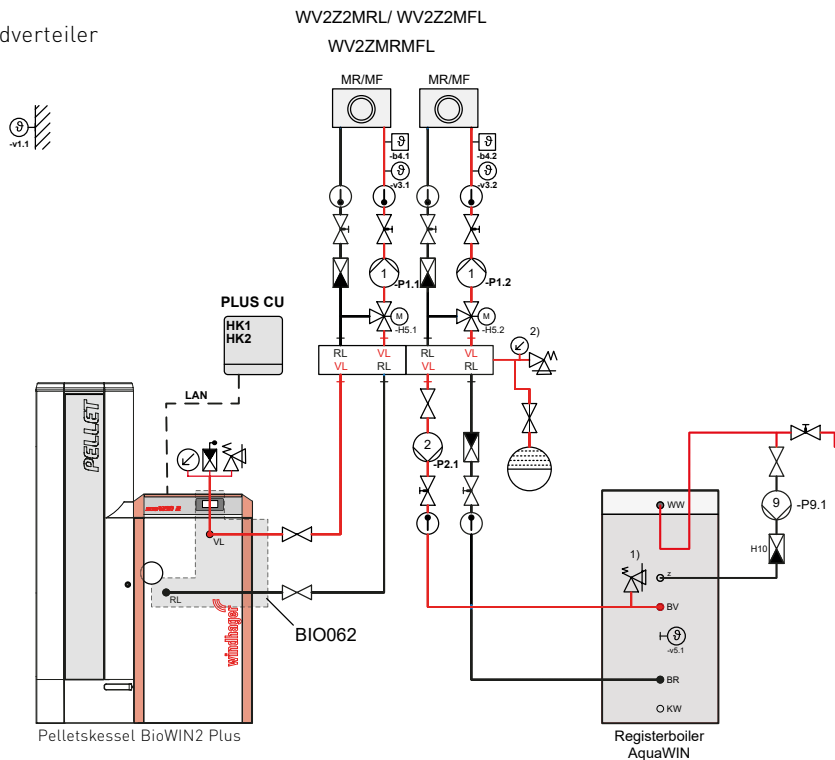 WV2Z2MRL/ WV2Z2MFL
dverteiler
WV2ZMRMFL
MR/MF
MR/MF
ϑ
-v1.1
ϑ
-b4.1
ϑ
-v3.1
ϑ
-b4.2
ϑ
-v3.2
1
-P1.1
1
-P1.2
PLUS CU
HK1
HK2
M
-H5.1
M
-H5.2
2)
RL
VL
RL
VL
VL
RL
VL
RL
LAN
PELLET
2
-P2.1
WW
9
-P9.1
BioWIN 2
VL
H10
1)
z
BV
RL
windhager
BIO062
ϑ
-v5.1
BR
KW
Pelletskessel BioWIN2 Plus
Registerboiler
AquaWIN